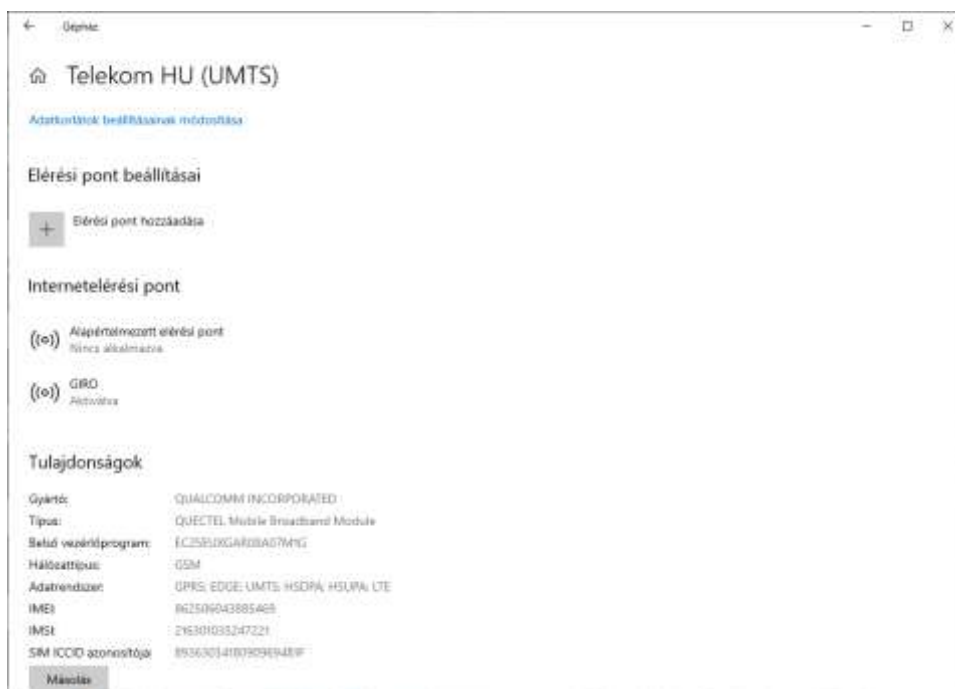 Gépház
Telekom HU (UMTS)
Adatkorlátok beállításainak módosítása
Elérési pont beállításai
Elérési pont hozzáadása
Internetelérési pont
Alapértelmezett elérési pont
Nincs alkalmazva
GIRO
Aktiválva
Tulajdonságok
Gyártó: QUALCOMM INCORPORATED
Típus: QUECTEL Mobile Broadband Module
Belső vezérlőprogram:
Hálózattípus: GSM
Adatrendszer: GPRS; EDGE; UMTS; HSDPA; HSUPA; LTE
IMEI: 862506043885469
IMSI: 216301035247221
SIM ICCID azonosítója:
Másolás